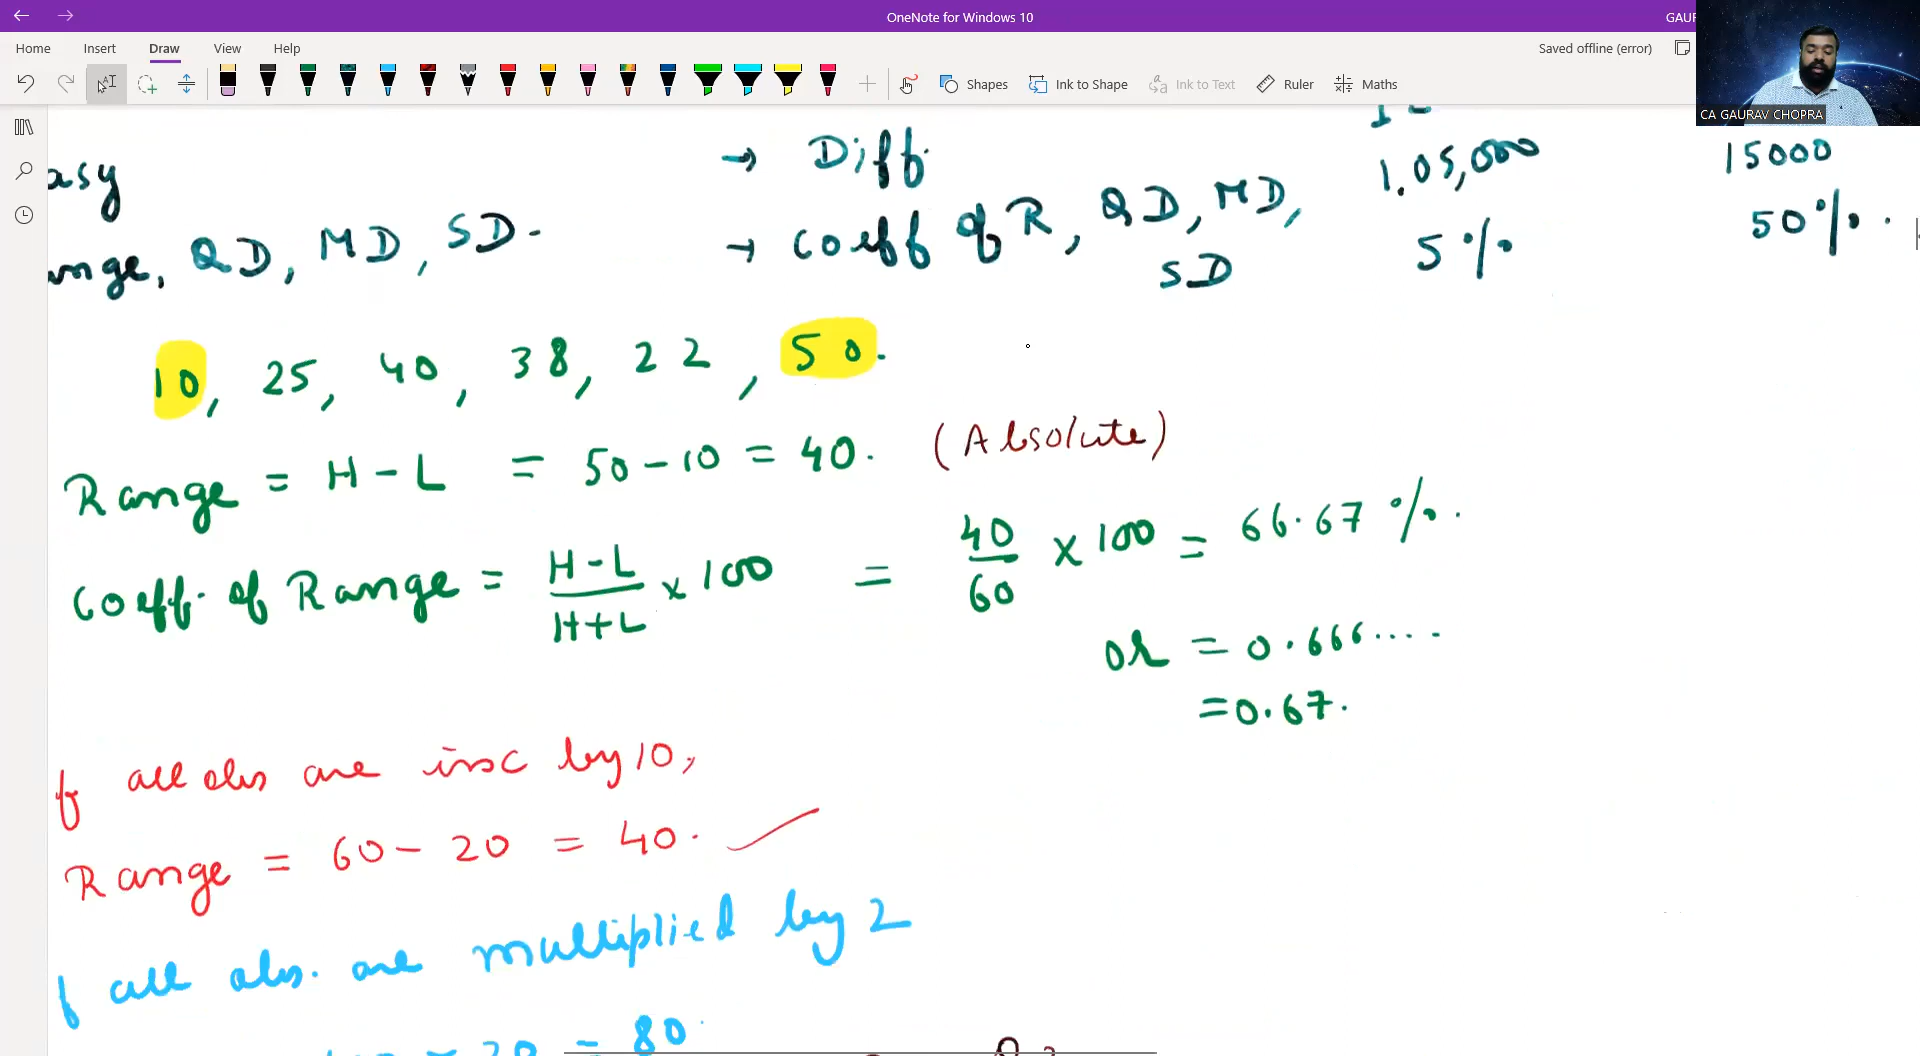 OneNote for Windows 10
GAUR
Home Insert Draw View Help
Saved offline (error)
Shapes Ink to Shape Ink to Text Ruler Maths
CA GAURAV CHOPRA
asy
nge, QD, MD, SD.
→ Diff.
→ Coeff of R, QD, MD,
SD
1,05,000
5%
15000
50%.
10, 25, 40, 38, 22, 50.
Range = H - L = 50 - 10 = 40. (Absolute)
Coeff. of Range = H-L/H+L x 100 = 40/60 x 100 = 66.67 %.
or = 0.666....
= 0.67.
f all obs are insc by 10,
Range = 60 - 20 = 40.
f all obs. are multiplied by 2
20 = 80.